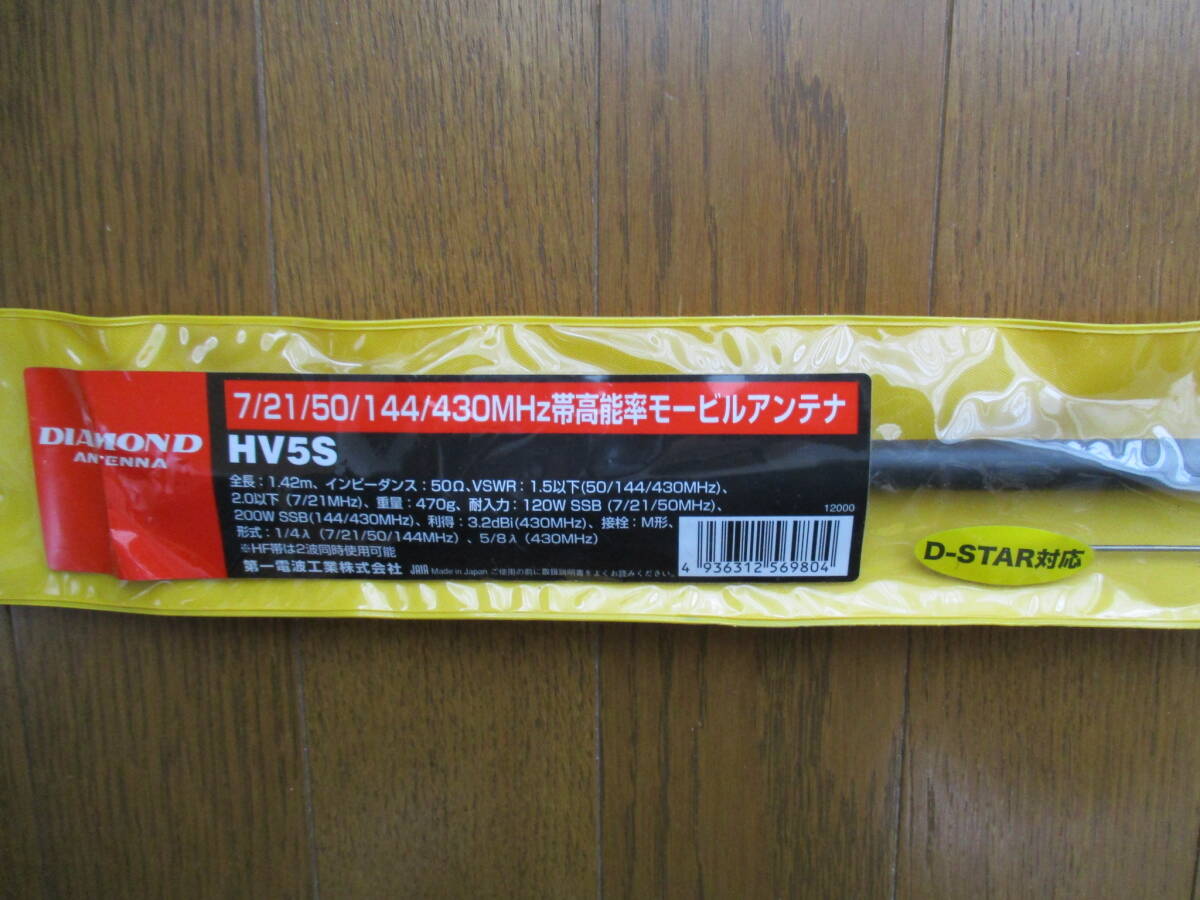 DIAMOND
ANTENNA
7/21/50/144/430MHz帯高能率モービルアンテナ
HV5S
全長：1.42m、インピーダンス：50Ω、VSWR：1.5以下(50/144/430MHz)、
2.0以下 (7/21MHz)、重量：470g、耐入力：120W SSB (7/21/50MHz)、
200W SSB(144/430MHz)、利得：3.2dBi(430MHz)、接栓：M形、
形式：1/4λ (7/21/50/144MHz) 、5/8λ (430MHz)
※HF帯は2波同時使用可能
第一電波工業株式会社 JAIA Made in Japan ご使用の前に取扱説明書をよくお読みください。
12000
4 936312 569804
D-STAR対応